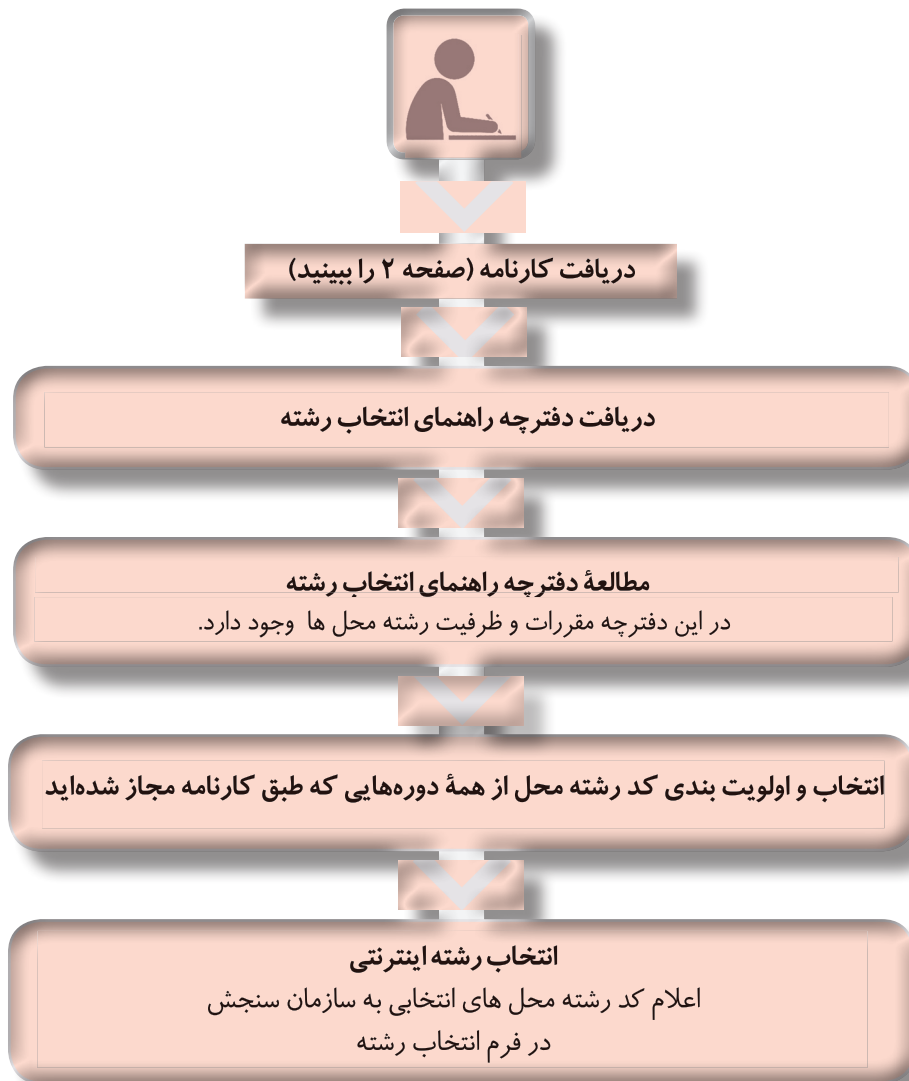 دریافت کارنامه (صفحه ۲ را ببینید)
دریافت دفترچه راهنمای انتخاب رشته
مطالعهٔ دفترچه راهنمای انتخاب رشته
در این دفترچه مقررات و ظرفیت رشته محل ها وجود دارد.
انتخاب و اولویت بندی کد رشته محل از همهٔ دوره‌هایی که طبق کارنامه مجاز شده‌اید
انتخاب رشته اینترنتی
اعلام کد رشته محل های انتخابی به سازمان سنجش
در فرم انتخاب رشته